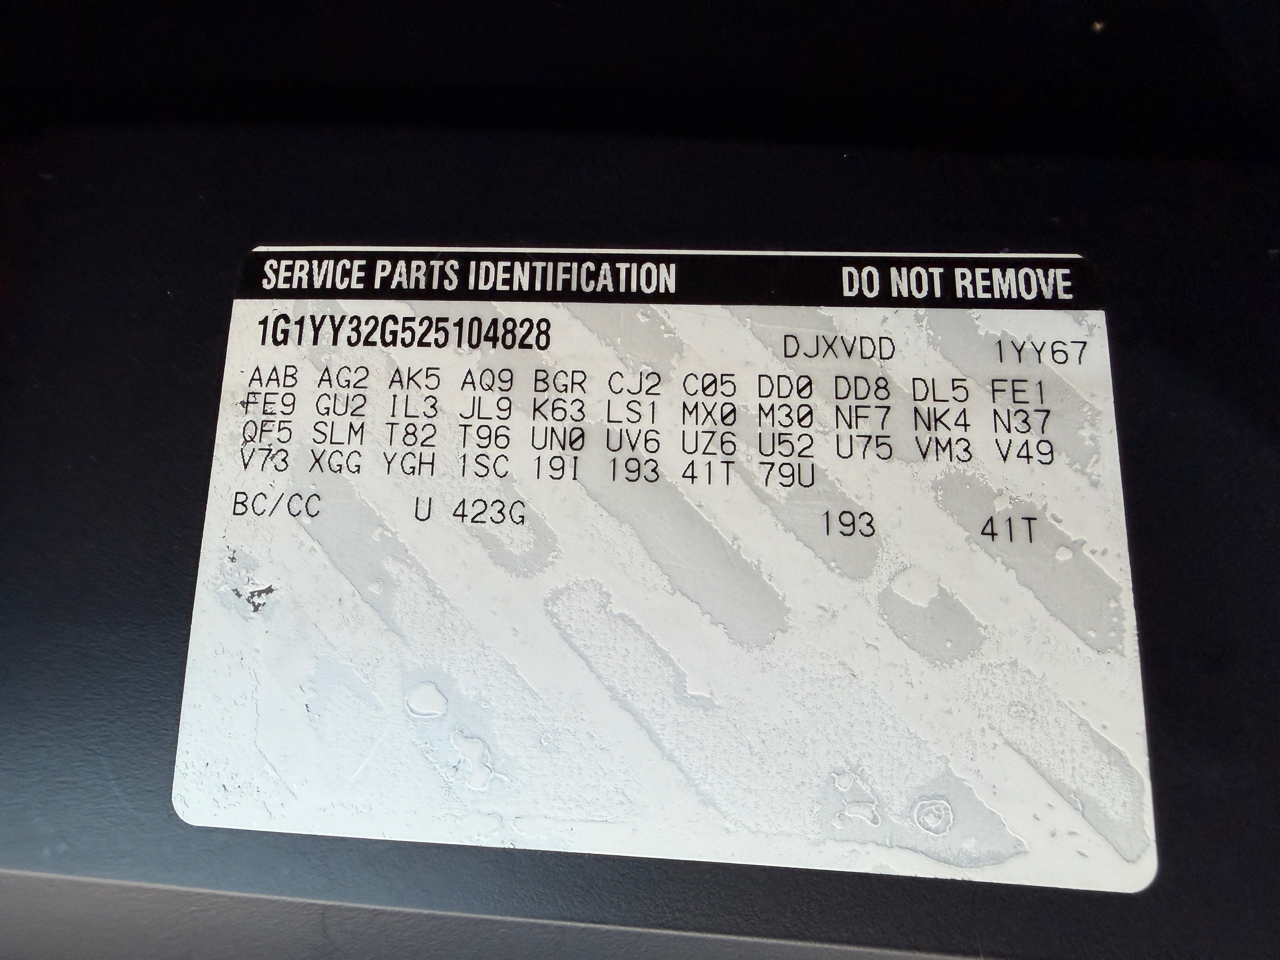 SERVICE PARTS IDENTIFICATION DO NOT REMOVE
1G1YY32G525104828 DJXVDD 1YY67
AAB AG2 AK5 AQ9 BGR CJ2 C05 DD0 DD8 DL5 FE1
FE9 GU2 IL3 JL9 K63 LS1 MX0 M30 NF7 NK4 N37
QF5 SLM T82 T96 UN0 UV6 UZ6 U52 U75 VM3 V49
V73 XGG YGH 1SC 19I 193 41T 79U
BC/CC U 423G 193 41T